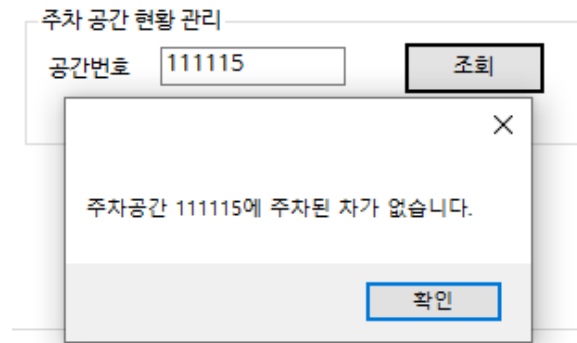 주차 공간 현황 관리
공간번호 111115 조회
주차공간 111115에 주차된 차가 없습니다.
확인